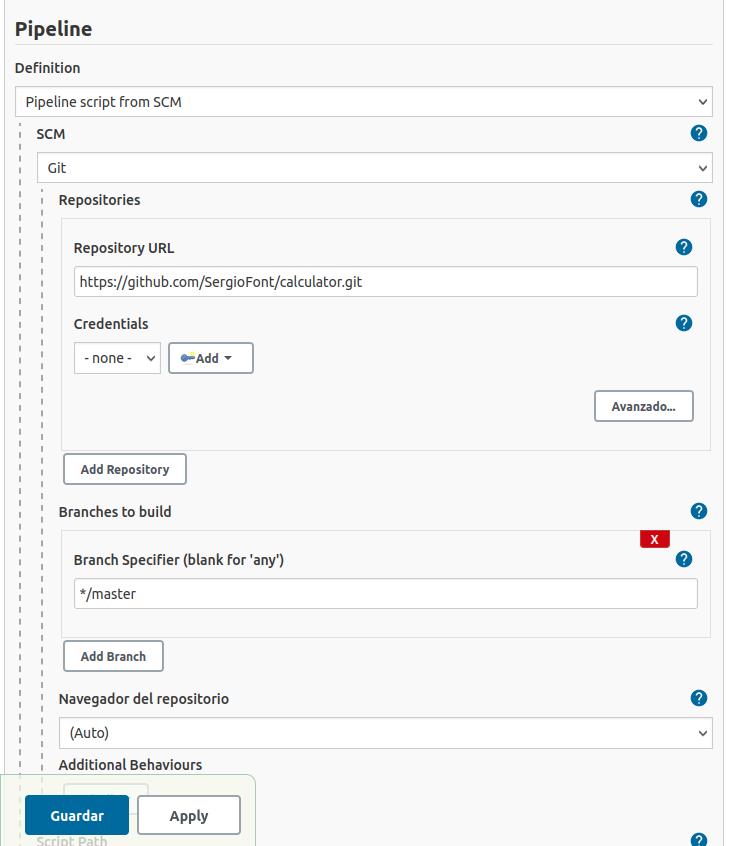 Pipeline
Definition
Pipeline script from SCM
SCM
?
Git
Repositories
?
Repository URL
?
https://github.com/SergioFont/calculator.git
Credentials
?
- none -
Add
Avanzado...
Add Repository
Branches to build
?
X
Branch Specifier (blank for 'any')
?
*/master
Add Branch
Navegador del repositorio
?
(Auto)
Additional Behaviours
Guardar
Apply
Script Path
?